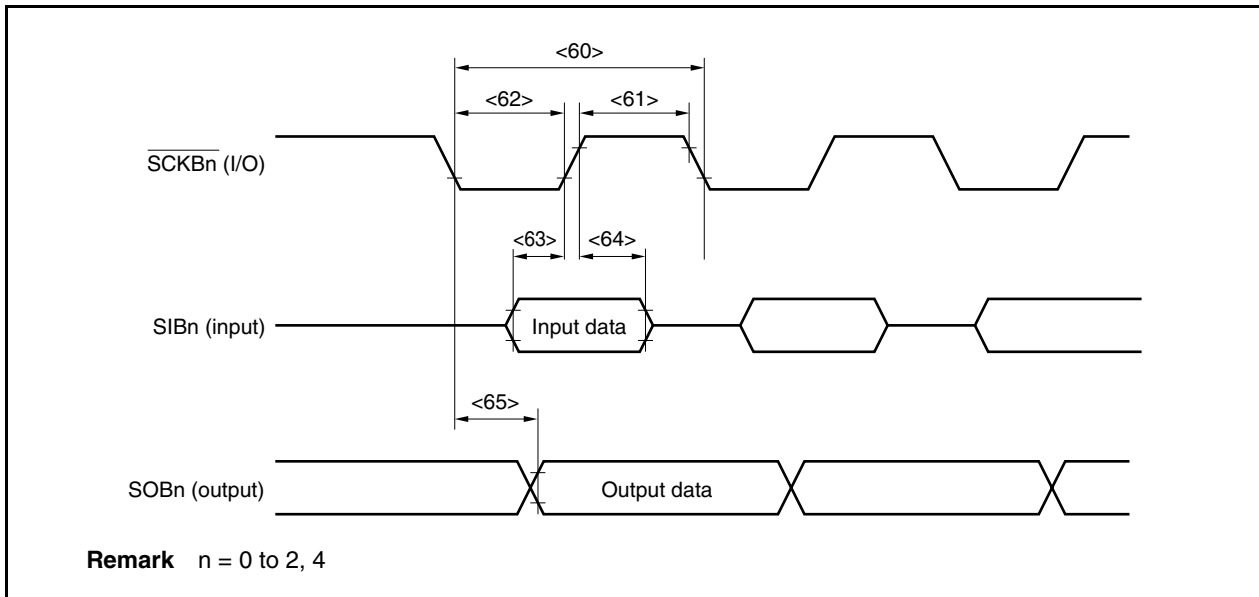 <60>
<62> <61>
SCKBn (I/O)
<63> <64>
SIBn (input) Input data
<65>
SOBn (output) Output data
Remark n = 0 to 2, 4